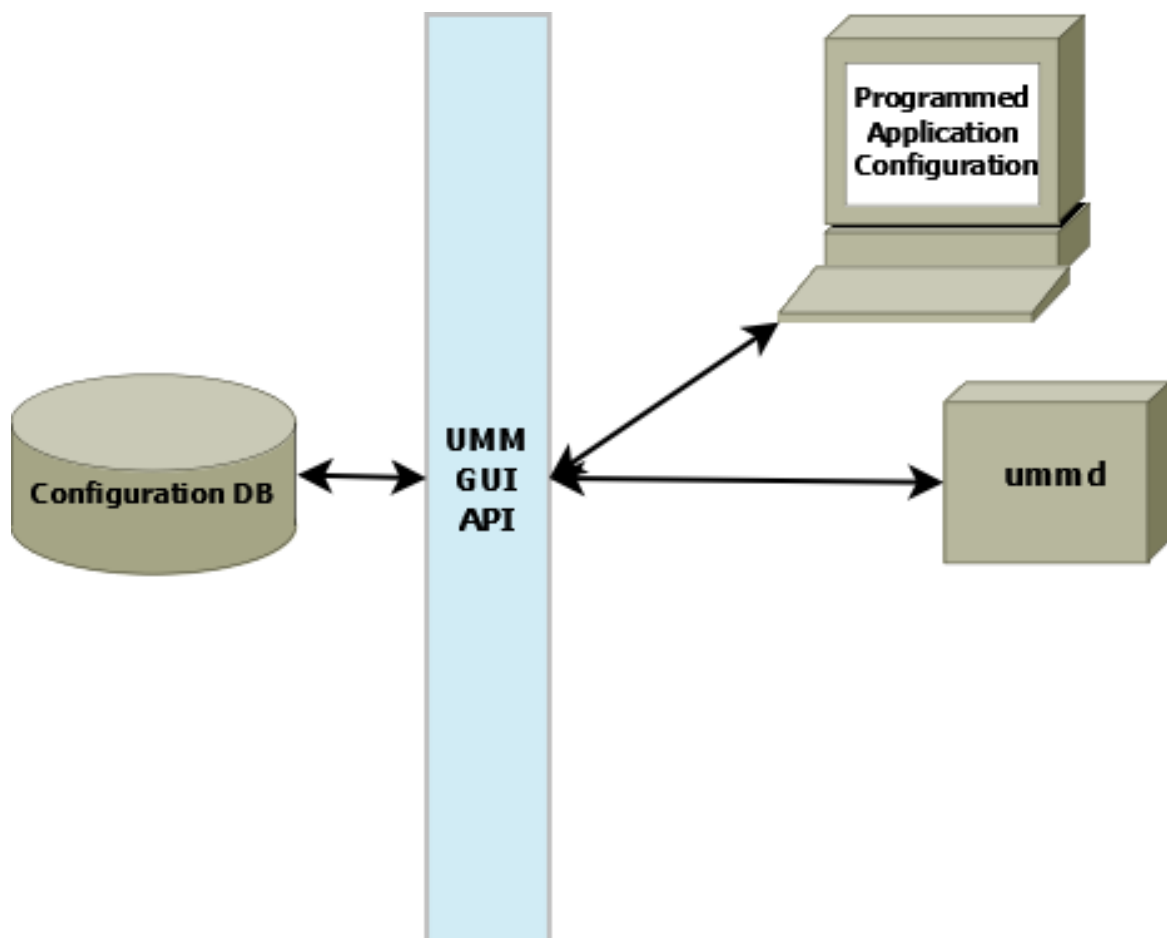 Programmed
Application
Configuration
Configuration DB
UMM
GUI
API
ummd